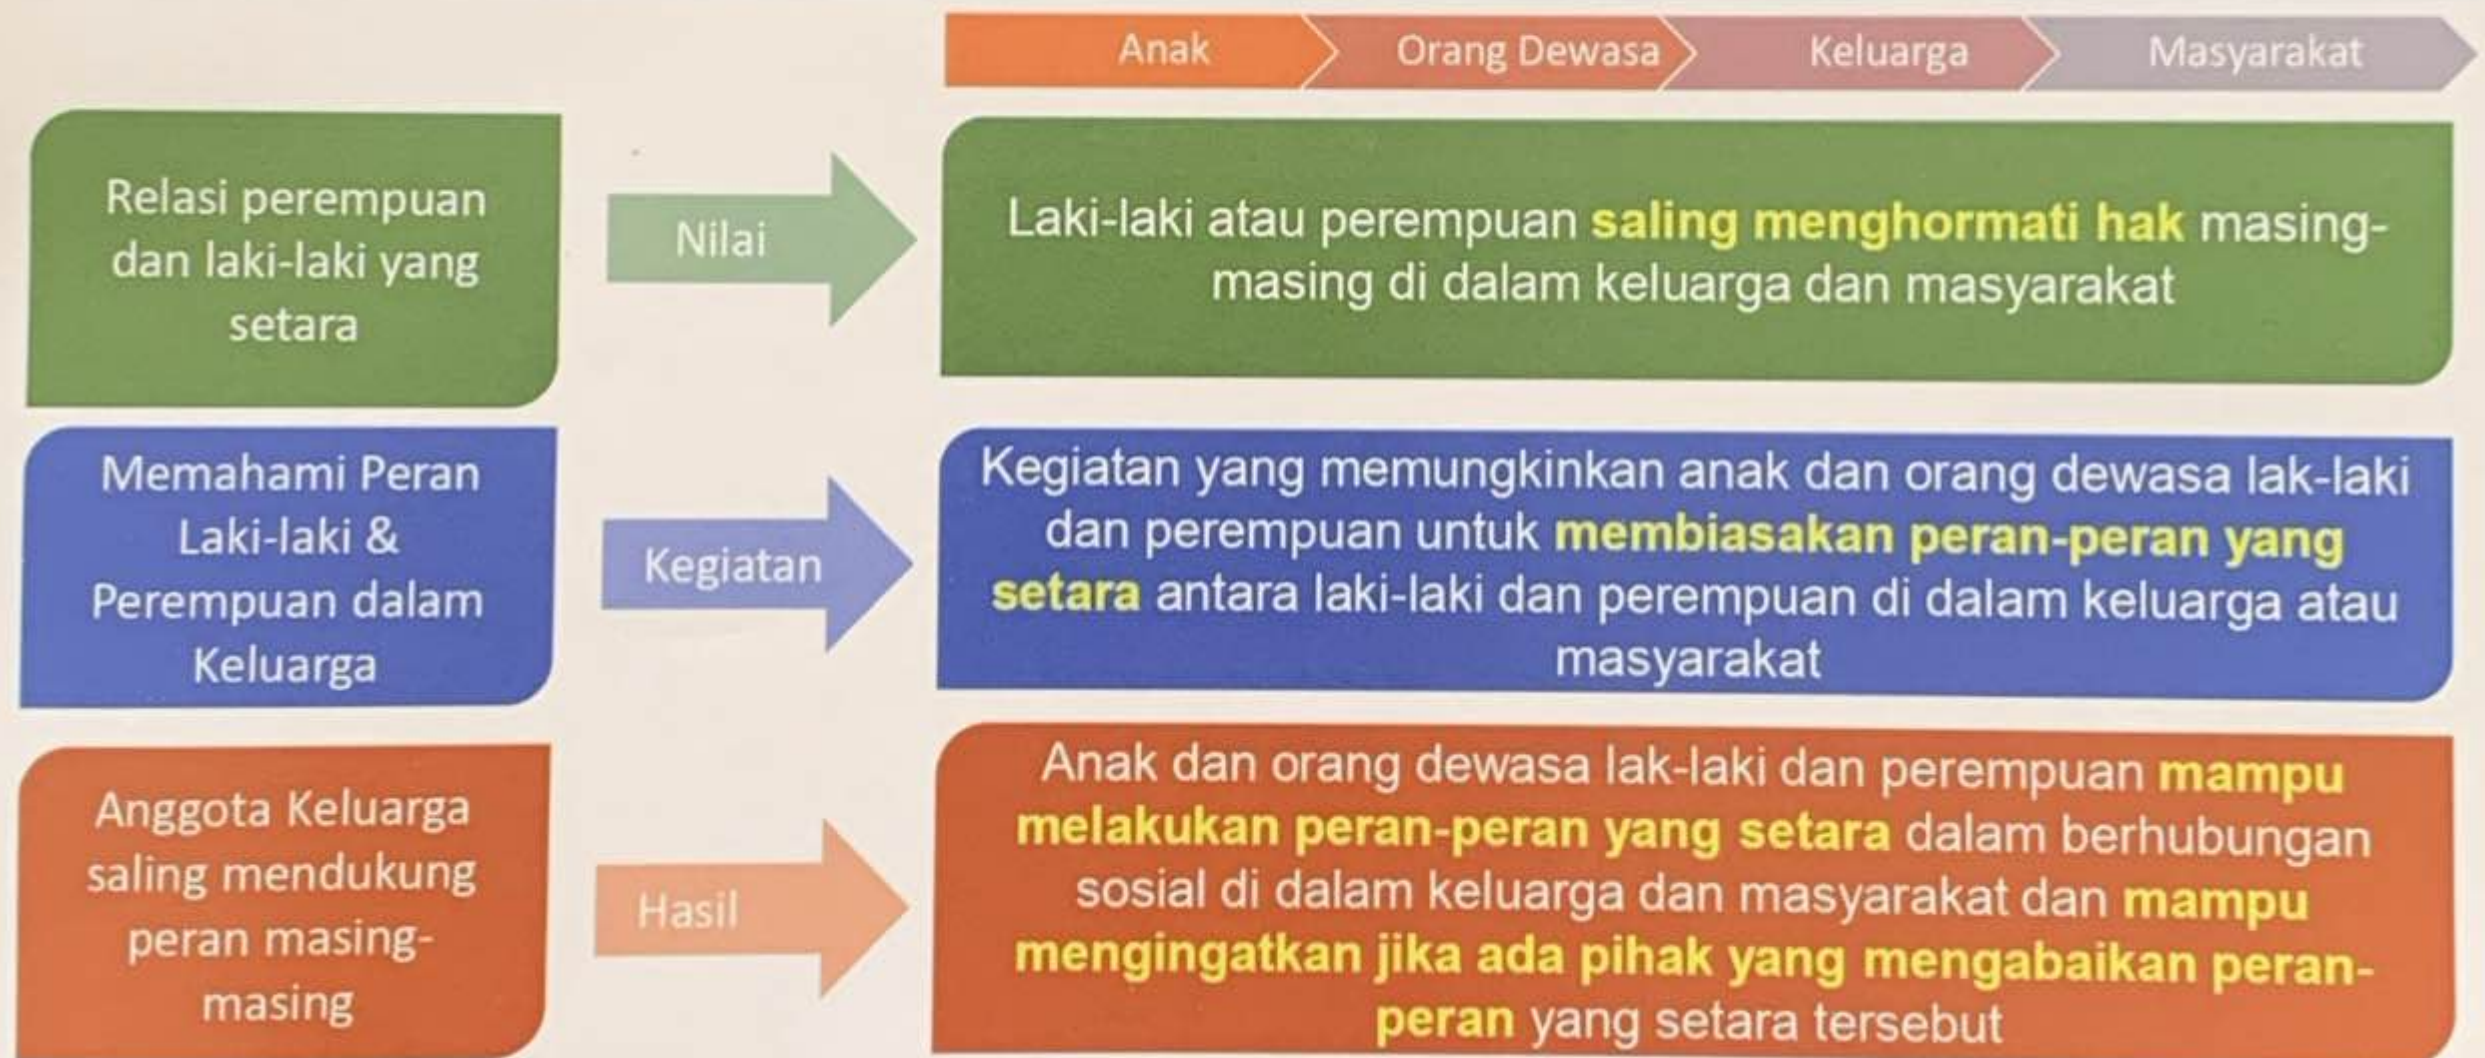 Anak
Orang Dewasa
Keluarga
Masyarakat
Relasi perempuan
dan laki-laki yang
setara
Nilai
Laki-laki atau perempuan saling menghormati hak masing-
masing di dalam keluarga dan masyarakat
Memahami Peran
Laki-laki &
Perempuan dalam
Keluarga
Kegiatan
Kegiatan yang memungkinkan anak dan orang dewasa lak-laki
dan perempuan untuk membiasakan peran-peran yang
setara antara laki-laki dan perempuan di dalam keluarga atau
masyarakat
Anggota Keluarga
saling mendukung
peran masing-
masing
Hasil
Anak dan orang dewasa lak-laki dan perempuan mampu
melakukan peran-peran yang setara dalam berhubungan
sosial di dalam keluarga dan masyarakat dan mampu
mengingatkan jika ada pihak yang mengabaikan peran-
peran yang setara tersebut